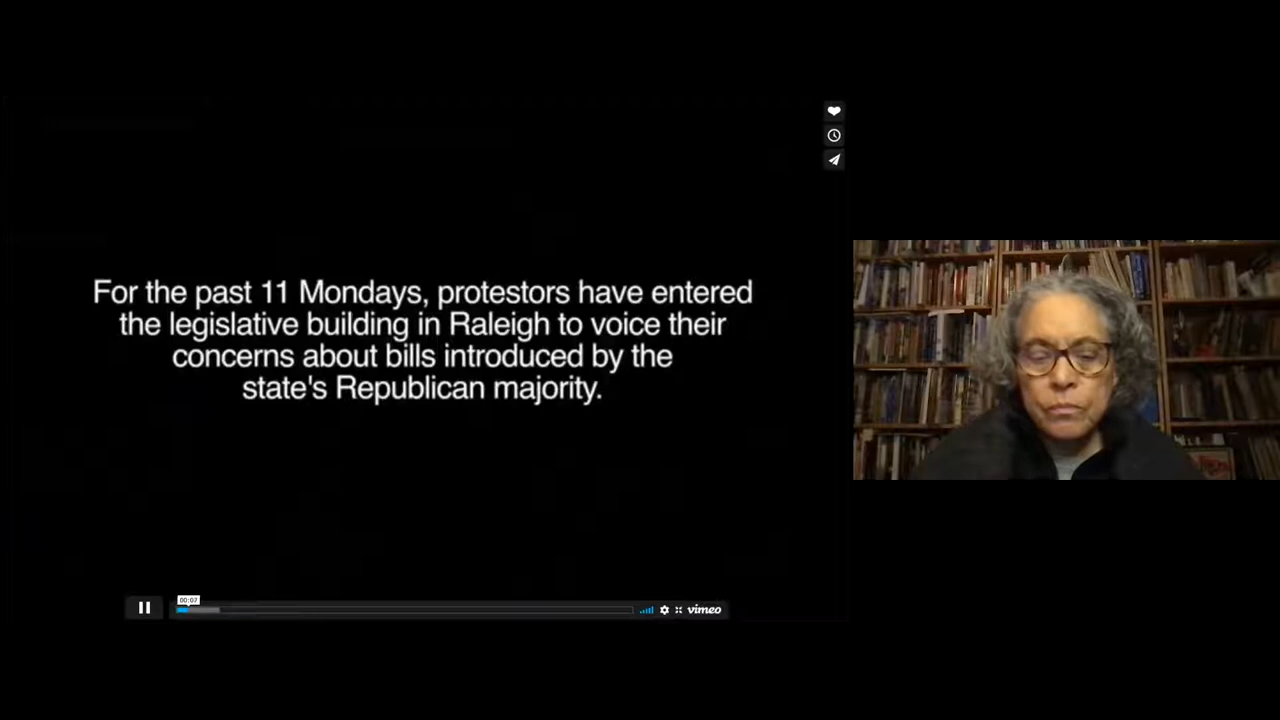 For the past 11 Mondays, protestors have entered
the legislative building in Raleigh to voice their
concerns about bills introduced by the
state's Republican majority.
00:07
vimeo